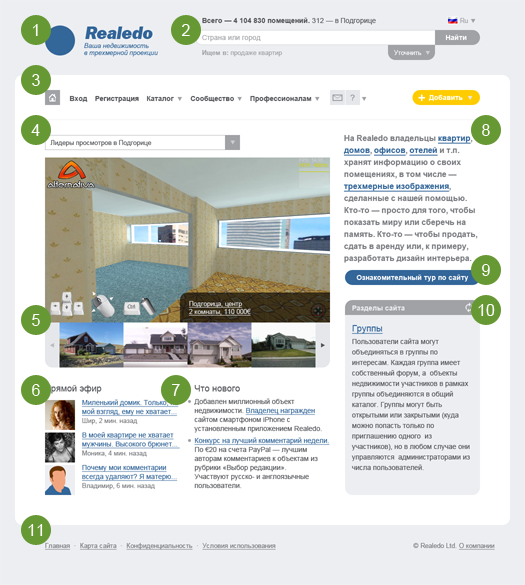 1
Realedo
Ваша недвижимость
в трехмерной проекции
2
Всего — 4 104 830 помещений. 312 — в Подгорице
Ru
Страна или город
Найти
Ищем в: продаже квартир
Уточнить
3
Вход Регистрация Каталог Сообщество Профессионалам ?
+ Добавить
4
Лидеры просмотров в Подгорице
alternativa
Ctrl
Подгорица, центр
2 комнаты, 110 000€
5
8
На Realedo владельцы квартир,
домов, офисов, отелей и т.п.
хранят информацию о своих
помещениях, в том числе —
трехмерные изображения,
сделанные с нашей помощью.
Кто-то — просто для того, чтобы
показать миру или сберечь на
память. Кто-то — чтобы продать,
сдать в аренду или, к примеру,
разработать дизайн интерьера.
9
Ознакомительный тур по сайту
10
Разделы сайта
Группы
Пользователи сайта могут
объединяться в группы по
интересам. Каждая группа имеет
собственный форум, а объекты
недвижимости участников в рамках
группы объединяются в общий
каталог. Группы могут быть
открытыми или закрытыми (куда
можно попасть только по
приглашению одного из
участников), но в любом случае они
управляются администраторами из
числа пользователей.
6
рямой эфир
Миленький домик. Только,
мой взгляд, ему не хватает...
Шир, 2 мин. назад
В моей квартире не хватает
мужчины. Высокого брюнет...
Моника, 4 мин. назад
Почему мои комментарии
всегда удаляют? Я матерю...
Владимир, 6 мин. назад
7
Что нового
Добавлен миллионный объект
недвижимости. Владелец награжден
сайтом смартфоном iPhone с
установленным приложением Realedo.
Конкурс на лучший комментарий недели.
По €20 на счета PayPal — лучшим
авторам комментариев к объектам из
рубрики «Выбор редакции».
Участвуют русско- и англоязычные
пользователи.
11
Главная · Карта сайта · Конфиденциальность · Условия использования
© Realedo Ltd. О компании